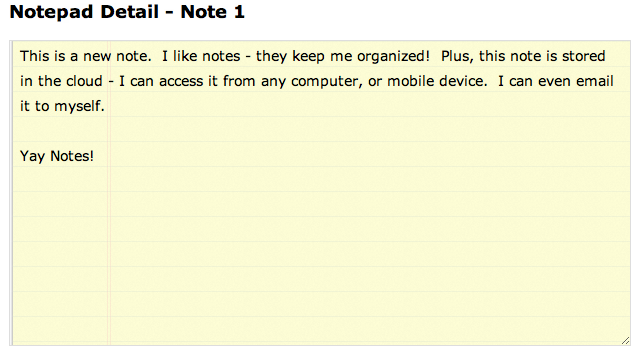 Notepad Detail - Note 1
This is a new note.  I like notes - they keep me organized!  Plus, this note is stored
in the cloud - I can access it from any computer, or mobile device.  I can even email
it to myself.
Yay Notes!